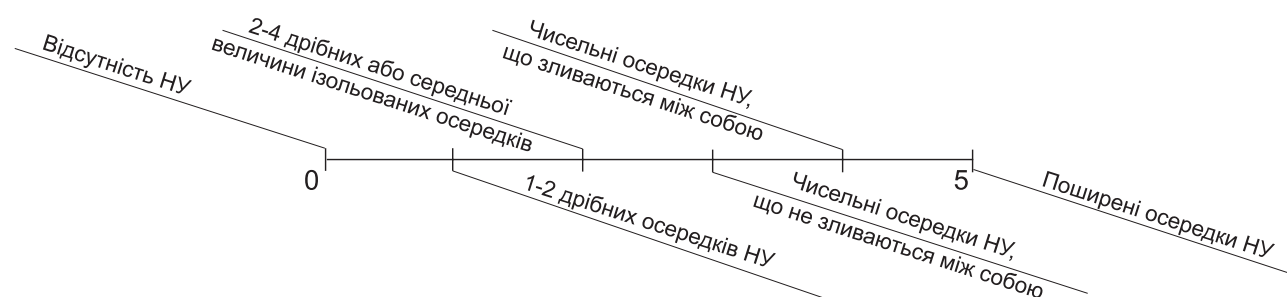 Відсутність НУ
2-4 дрібних або середньої
величини ізольованих осередків
Чисельні осередки НУ,
що зливаються між собою
0
5
1-2 дрібних осередків НУ
Чисельні осередки НУ,
що не зливаються між собою
Поширені осередки НУ